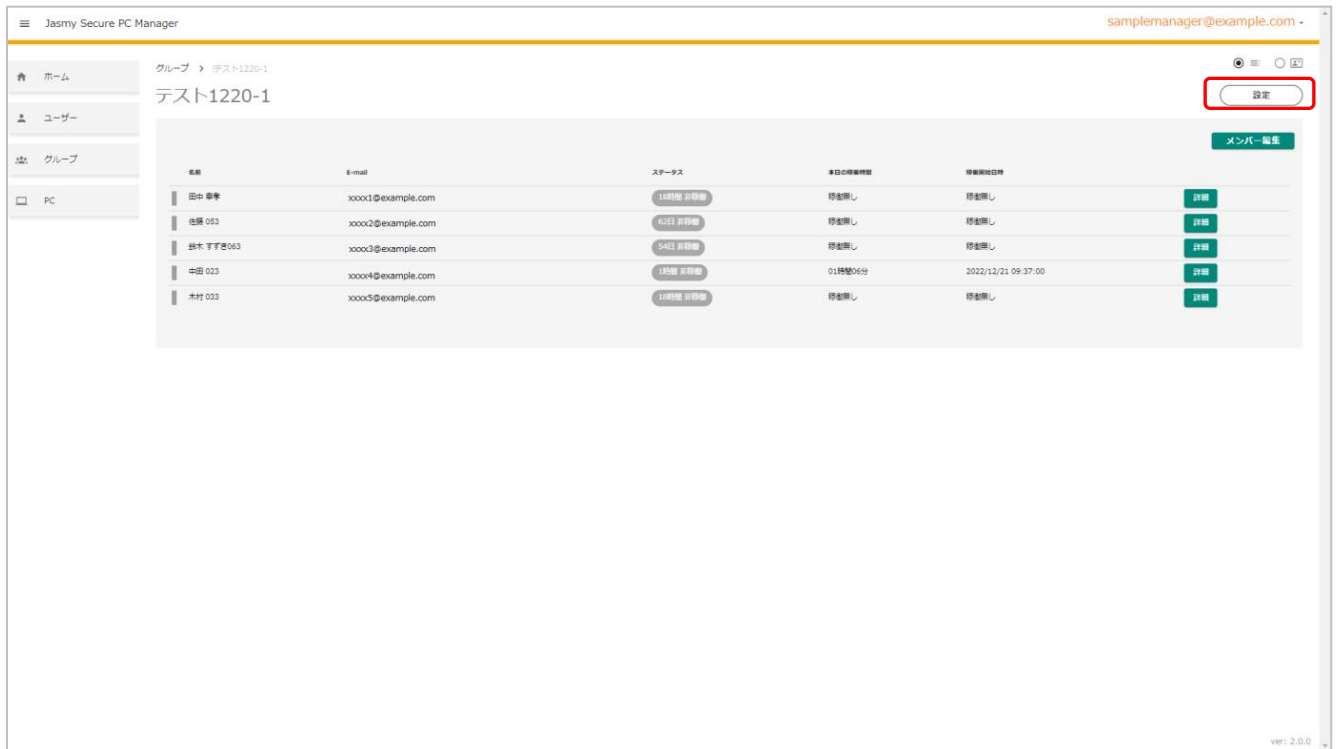 Jasmy Secure PC Manager
samplemanager@example.com
ホーム
ユーザー
グループ
PC
グループ > テスト1220-1
テスト1220-1
設定
メンバー編集
名前 E-mail ステータス 本日の稼働時間 稼働開始日時
田中 幸孝 xxxx1@example.com 18時間 非稼働 稼働無し 稼働無し 詳細
佐藤 053 xxxx2@example.com 62日 非稼働 稼働無し 稼働無し 詳細
鈴木 すずき063 xxxx3@example.com 54日 非稼働 稼働無し 稼働無し 詳細
中田 023 xxxx4@example.com 1時間 非稼働 01時間06分 2022/12/21 09:37:00 詳細
木村 033 xxxx5@example.com 18時間 非稼働 稼働無し 稼働無し 詳細
ver: 2.0.0